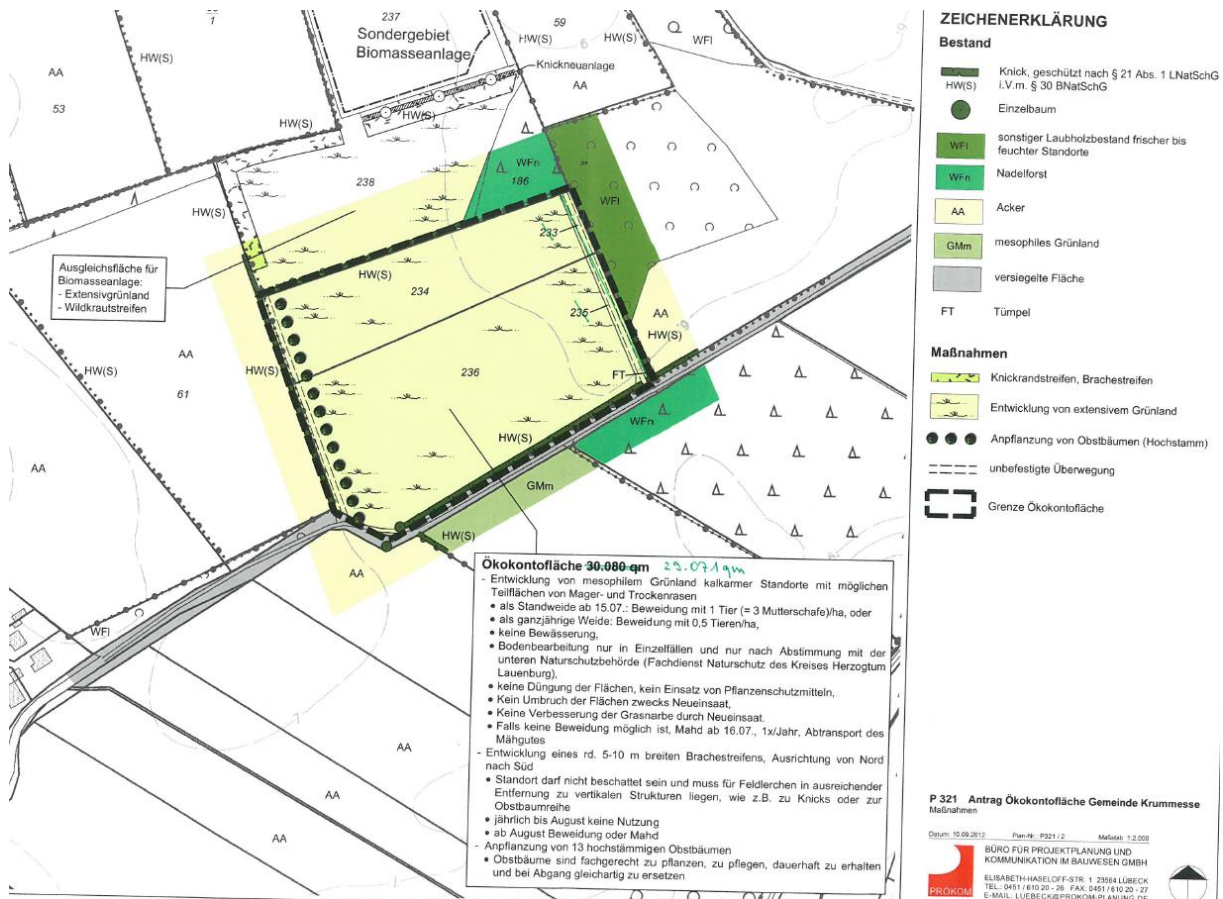 237
Sondergebiet
Biomasseanlage
1
HW(S)
AA
53
HW(S)
59
6
HW(S)
WFl
Knickneuanlage
HW(S)
AA
HW(S)
238
WFn
186
WFl
HW(S)
233
HW(S)
234
235
AA
HW(S)
9
FT
236
AA
61
HW(S)
HW(S)
WFn
AA
GMm
HW(S)
AA
WFl
7
AA
AA
AA
Ausgleichsfläche für
Biomasseanlage:
- Extensivgrünland
- Wildkrautstreifen
Ökokontofläche 30.080 qm 29.071 qm
- Entwicklung von mesophilem Grünland kalkarmer Standorte mit möglichen
Teilflächen von Mager- und Trockenrasen
• als Standweide ab 15.07.: Beweidung mit 1 Tier (= 3 Mutterschafe)/ha, oder
• als ganzjährige Weide: Beweidung mit 0,5 Tieren/ha,
• keine Bewässerung,
• Bodenbearbeitung nur in Einzelfällen und nur nach Abstimmung mit der
unteren Naturschutzbehörde (Fachdienst Naturschutz des Kreises Herzogtum
Lauenburg),
• keine Düngung der Flächen, kein Einsatz von Pflanzenschutzmitteln,
• Kein Umbruch der Flächen zwecks Neueinsaat,
• Keine Verbesserung der Grasnarbe durch Neueinsaat.
• Falls keine Beweidung möglich ist, Mahd ab 16.07., 1x/Jahr, Abtransport des
Mähgutes
- Entwicklung eines rd. 5-10 m breiten Brachestreifens, Ausrichtung von Nord
nach Süd
• Standort darf nicht beschattet sein und muss für Feldlerchen in ausreichender
Entfernung zu vertikalen Strukturen liegen, wie z.B. zu Knicks oder zur
Obstbaumreihe
• jährlich bis August keine Nutzung
• ab August Beweidung oder Mahd
- Anpflanzung von 13 hochstämmigen Obstbäumen
• Obstbäume sind fachgerecht zu pflanzen, zu pflegen, dauerhaft zu erhalten
und bei Abgang gleichartig zu ersetzen
ZEICHENERKLÄRUNG
Bestand
HW(S) Knick, geschützt nach § 21 Abs. 1 LNatSchG
i.V.m. § 30 BNatSchG
Einzelbaum
WFl sonstiger Laubholzbestand frischer bis
feuchter Standorte
WFn Nadelforst
AA Acker
GMm mesophiles Grünland
versiegelte Fläche
FT Tümpel
Maßnahmen
Knickrandstreifen, Brachestreifen
Entwicklung von extensivem Grünland
Anpflanzung von Obstbäumen (Hochstamm)
unbefestigte Überwegung
Grenze Ökokontofläche
P 321 Antrag Ökokontofläche Gemeinde Krummesse
Maßnahmen
Datum: 10.09.2012 Plan-Nr.: P321 / 2 Maßstab: 1:2.000
PROKOM
BÜRO FÜR PROJEKTPLANUNG UND
KOMMUNIKATION IM BAUWESEN GMBH
ELISABETH-HASELOFF-STR. 1 23564 LÜBECK
TEL.: 0451 / 610 20 - 26 FAX: 0451 / 610 20 - 27
E-MAIL: LUEBECK@PROKOM-PLANUNG.DE